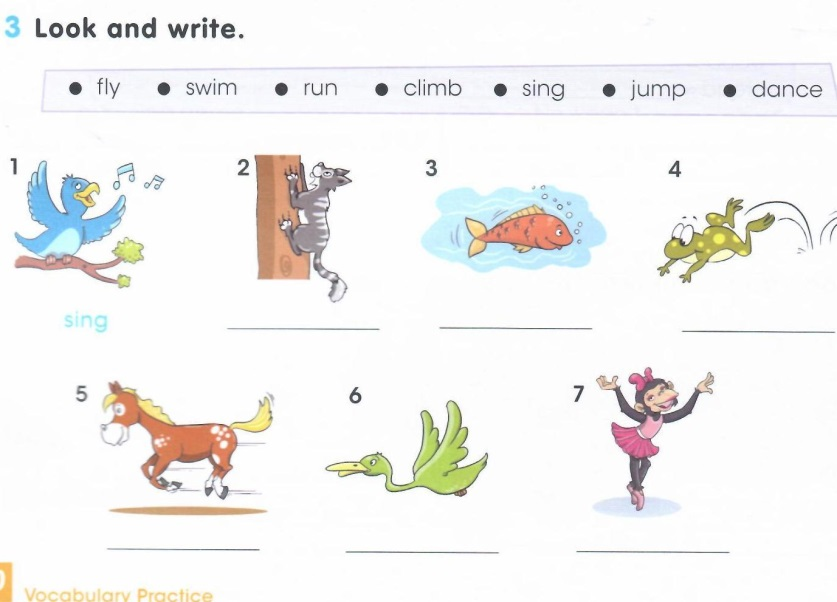 3 Look and write.
• fly • swim • run • climb • sing • jump • dance
1 2 3 4
sing
5 6 7
Vocabulary Practice